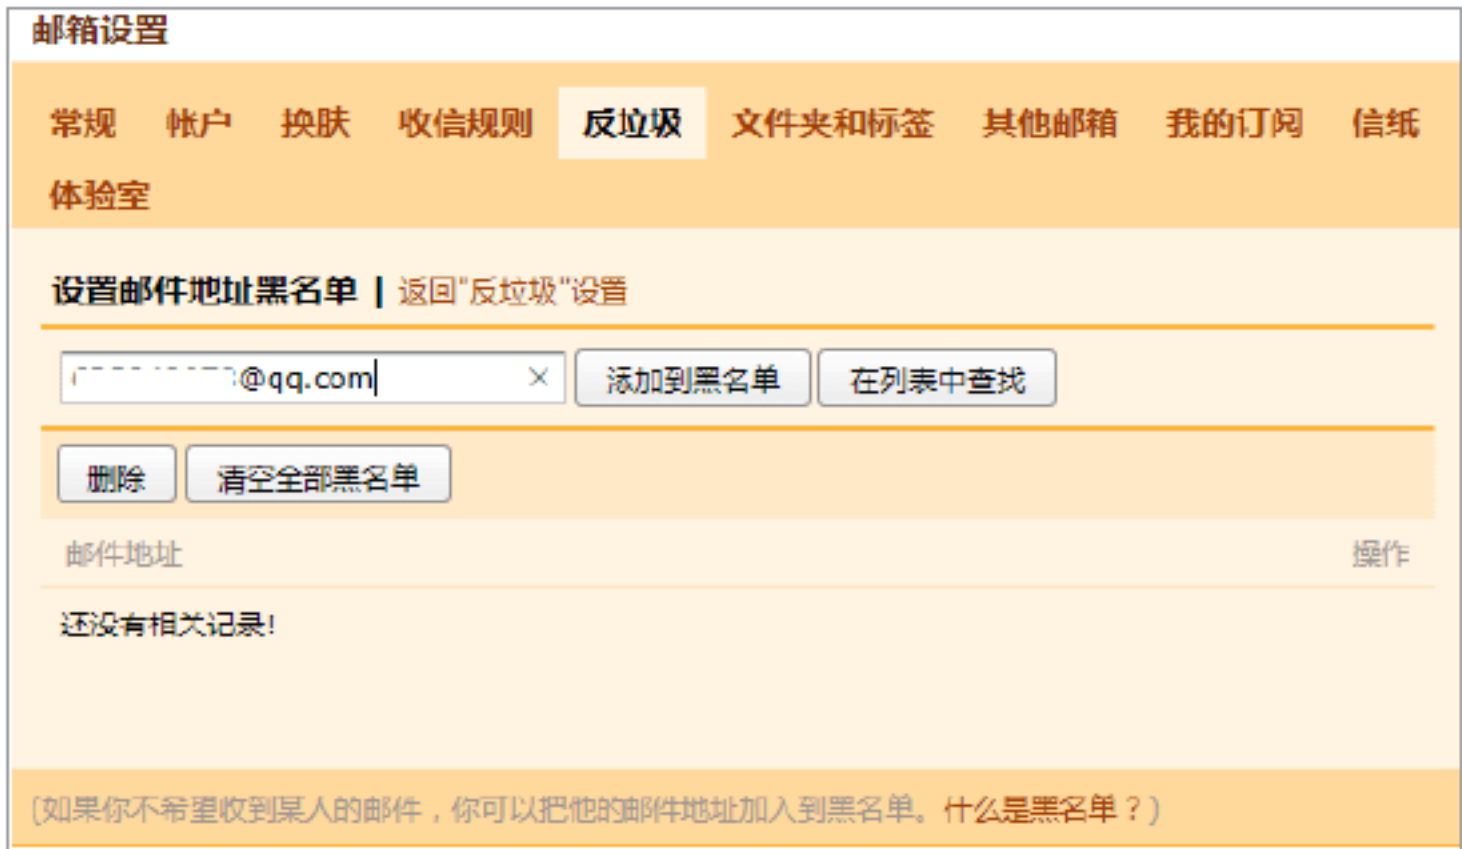 邮箱设置
常规 帐户 换肤 收信规则 反垃圾 文件夹和标签 其他邮箱 我的订阅 信纸
体验室
设置邮件地址黑名单 | 返回"反垃圾"设置
@qq.com × 添加到黑名单 在列表中查找
删除 清空全部黑名单
邮件地址 操作
还没有相关记录!
(如果你不希望收到某人的邮件，你可以把他的邮件地址加入到黑名单。什么是黑名单？)